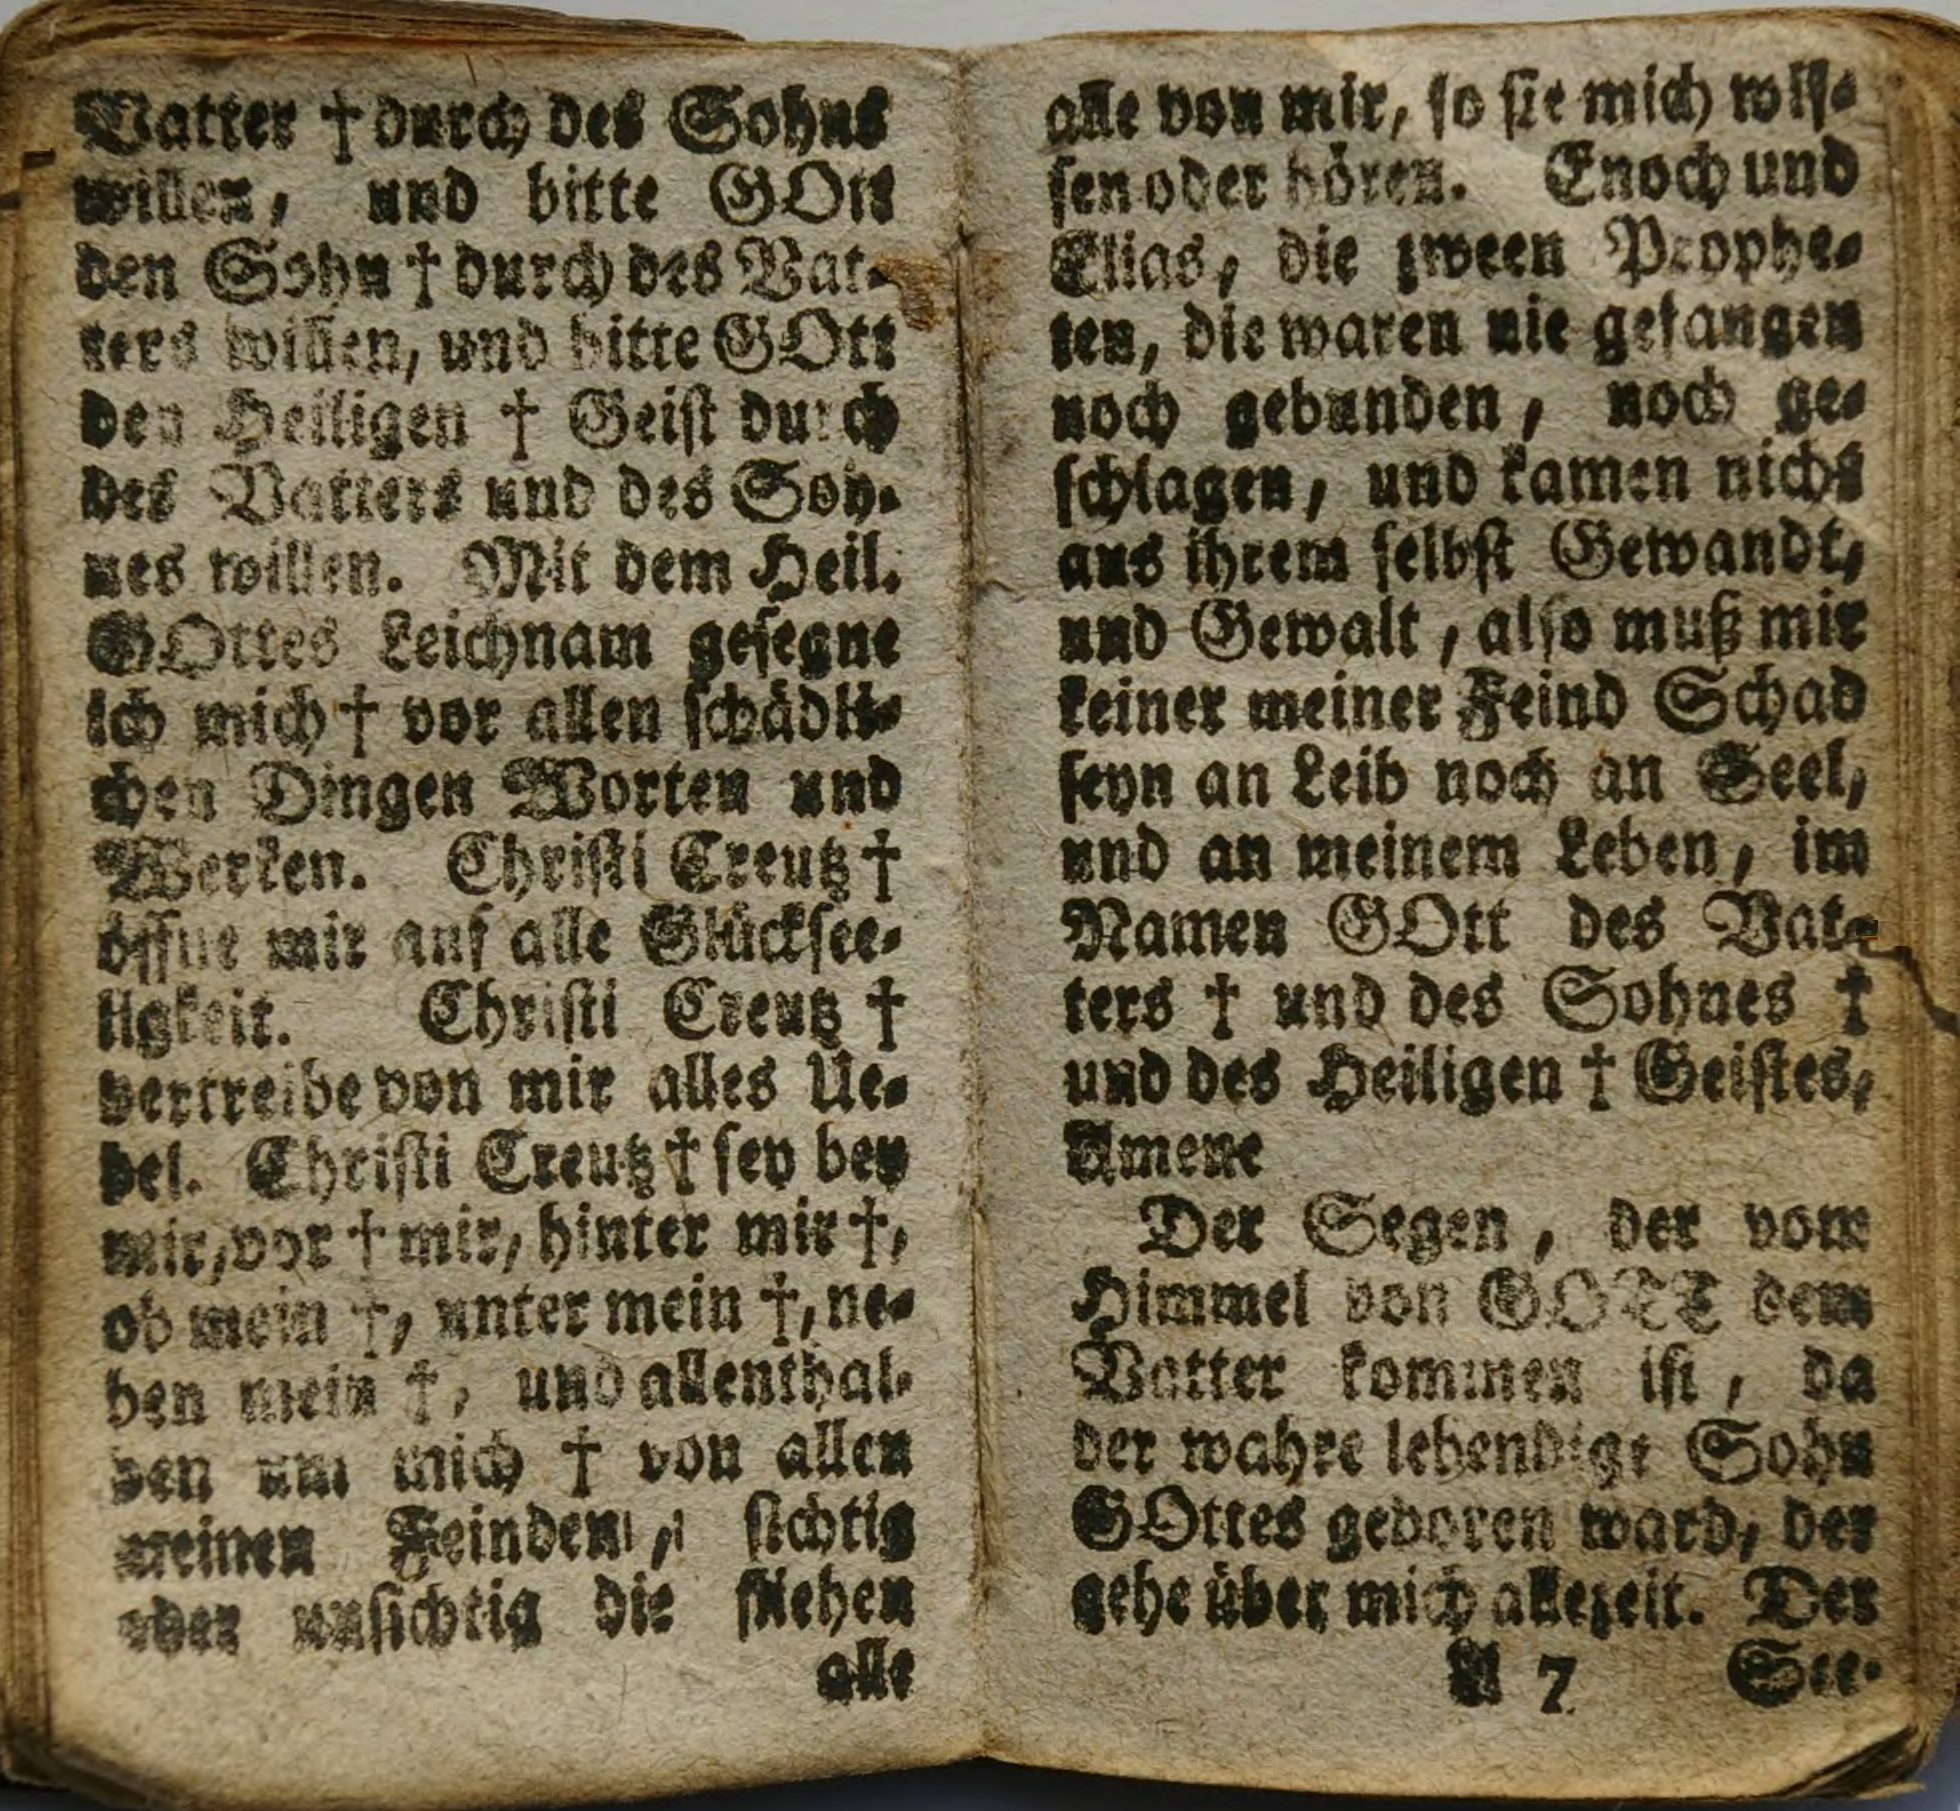 Vatter † durch des Sohns
willen, und bitte GOtt
den Sohn † durch des Vat-
ters willen, und bitte GOtt
den Heiligen † Geist durch
des Vatters und des Soh-
nes willen. Mit dem Heil.
GOttes Leichnam gesegne
ich mich † vor allen schädli-
chen Dingen Worten und
Werken. Christi Creutz †
öffne mir auf alle Glücksee-
ligkeit. Christi Creutz †
vertreibe von mir alles Ue-
bel. Christi Creutz † sey bey
mir, vor † mir, hinter mir †,
ob mein †, unter mein †, ne-
ben mein †, und allenthal-
ben um mich † von allen
meinen Feinden, sichtig
oder unsichtig die fliehen
alle
alle von mir, so sie mich wis-
sen oder hören. Enoch und
Elias, die zween Prophe-
ten, die waren nie gefangen
noch gebunden, noch ge-
schlagen, und kamen nicht
aus ihrem selbst Gewandt,
und Gewalt, also muß mir
keiner meiner Feind Schad
seyn an Leib noch an Seel,
und an meinem Leben, im
Namen GOtt des Vat-
ters † und des Sohnes †
und des Heiligen † Geistes,
Amene
Der Segen, der vom
Himmel von GOTT dem
Vatter kommen ist, da
der wahre lebendige Sohn
GOttes geboren ward, der
gehe über mich allezeit. Der
A 7 See-